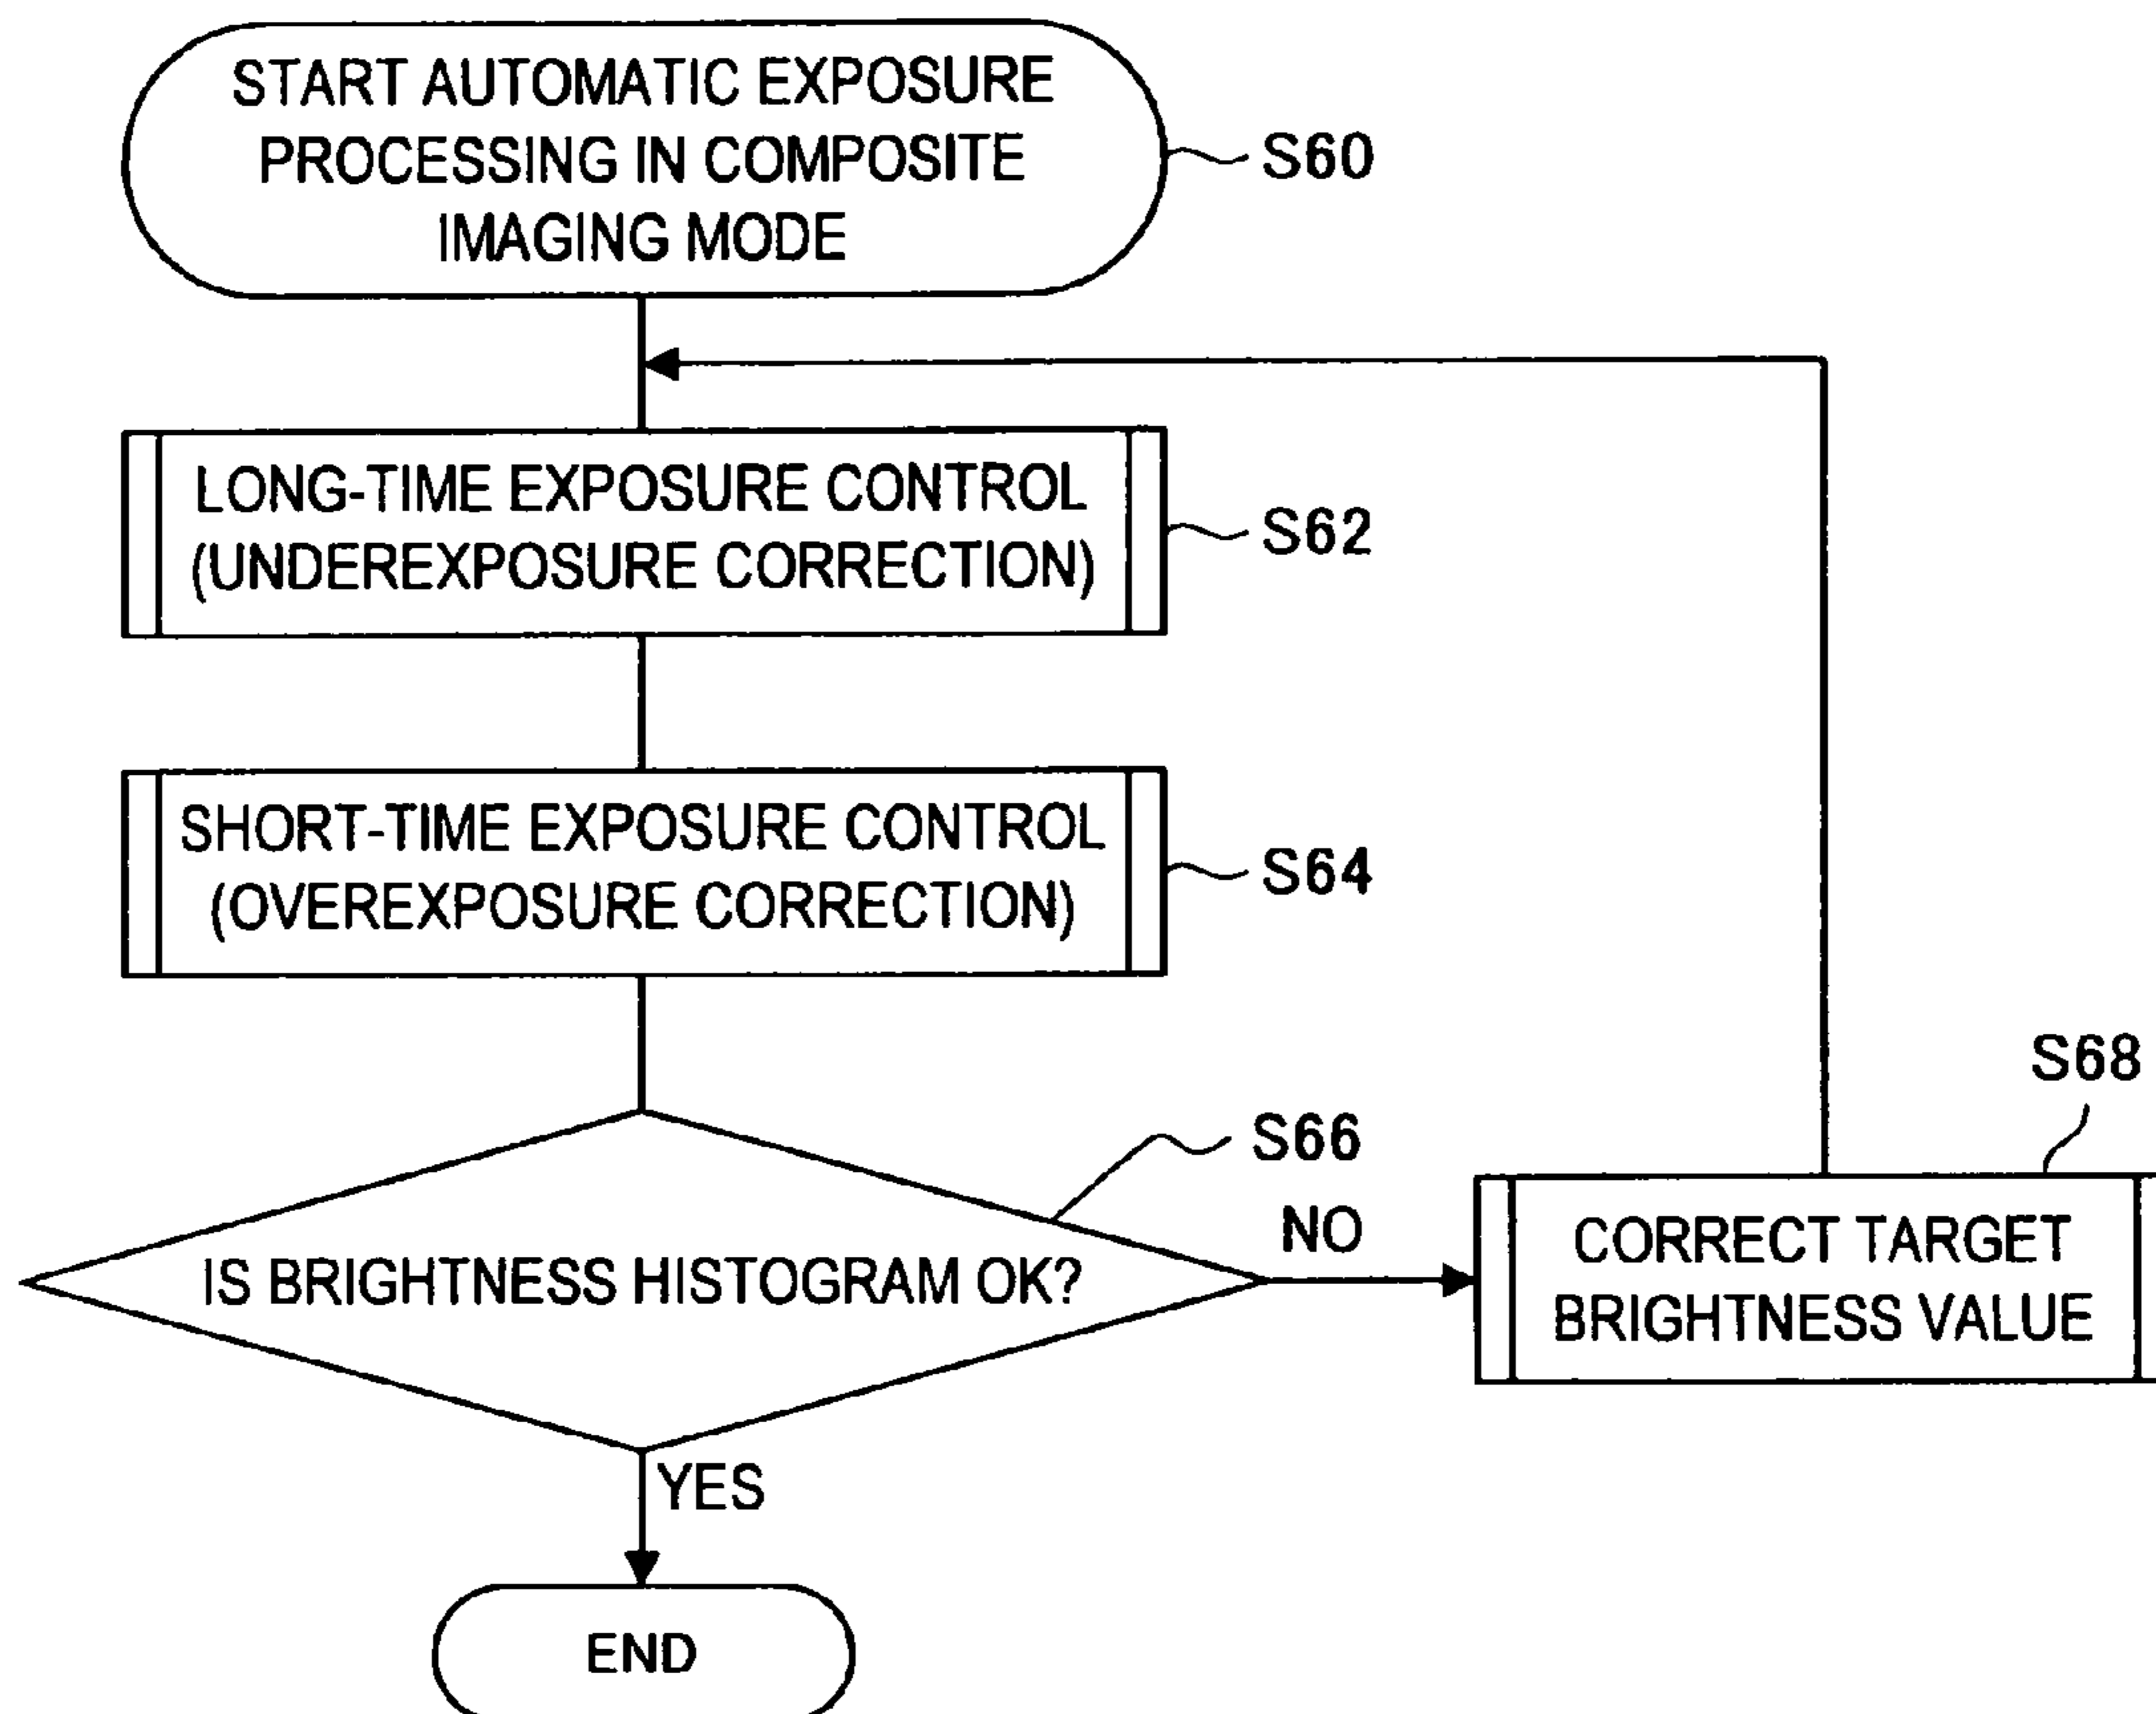 START AUTOMATIC EXPOSURE
PROCESSING IN COMPOSITE
IMAGING MODE
S60
LONG-TIME EXPOSURE CONTROL
(UNDEREXPOSURE CORRECTION)
S62
SHORT-TIME EXPOSURE CONTROL
(OVEREXPOSURE CORRECTION)
S64
IS BRIGHTNESS HISTOGRAM OK?
S66
NO
S68
CORRECT TARGET
BRIGHTNESS VALUE
YES
END